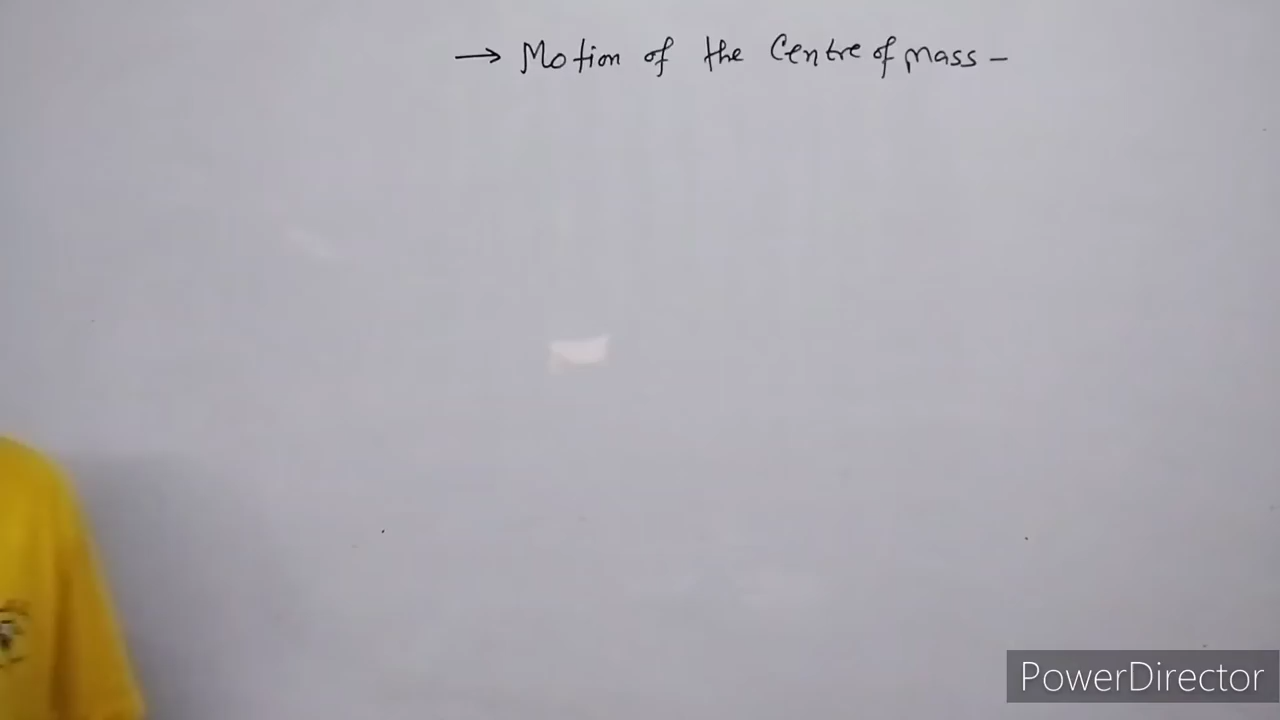 → Motion of the Centre of mass -
PowerDirector